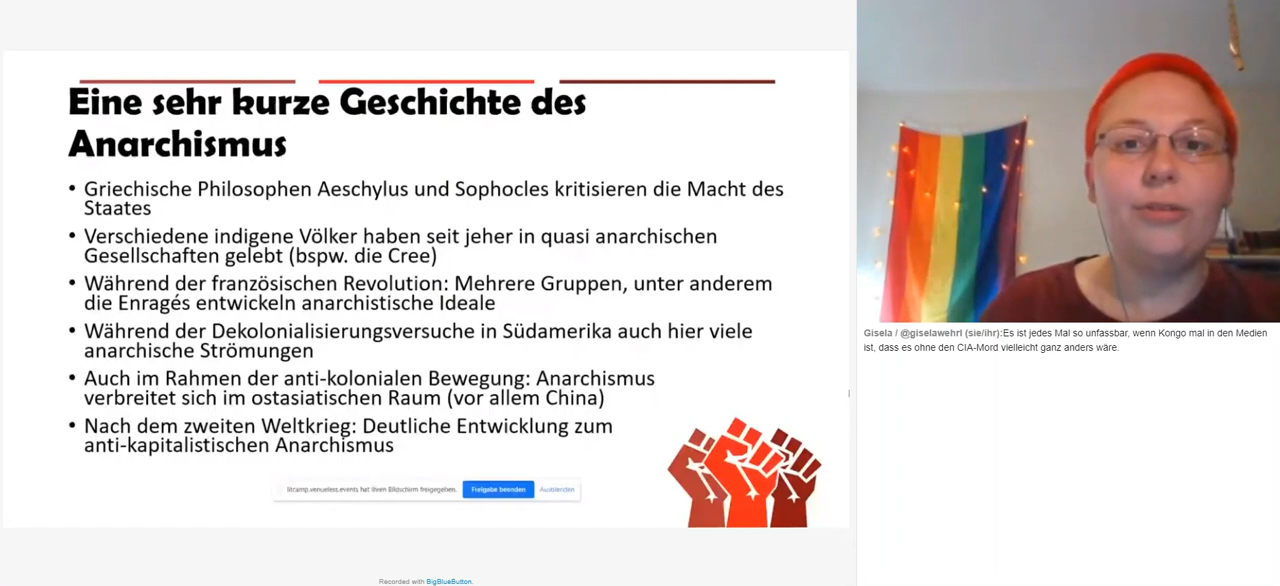 Eine sehr kurze Geschichte des
Anarchismus
• Griechische Philosophen Aeschylus und Sophocles kritisieren die Macht des
Staates
• Verschiedene indigene Völker haben seit jeher in quasi anarchischen
Gesellschaften gelebt (bspw. die Cree)
• Während der französischen Revolution: Mehrere Gruppen, unter anderem
die Enragés entwickeln anarchistische Ideale
• Während der Dekolonialisierungsversuche in Südamerika auch hier viele
anarchische Strömungen
• Auch im Rahmen der anti-kolonialen Bewegung: Anarchismus
verbreitet sich im ostasiatischen Raum (vor allem China)
• Nach dem zweiten Weltkrieg: Deutliche Entwicklung zum
anti-kapitalistischen Anarchismus
litcamp.venueless.events hat Ihren Bildschirm freigegeben. Freigabe beenden Ausblenden
Recorded with BigBlueButton.
Gisela / @giselawehrl (sie/ihr):Es ist jedes Mal so unfassbar, wenn Kongo mal in den Medien
ist, dass es ohne den CIA-Mord vielleicht ganz anders wäre.